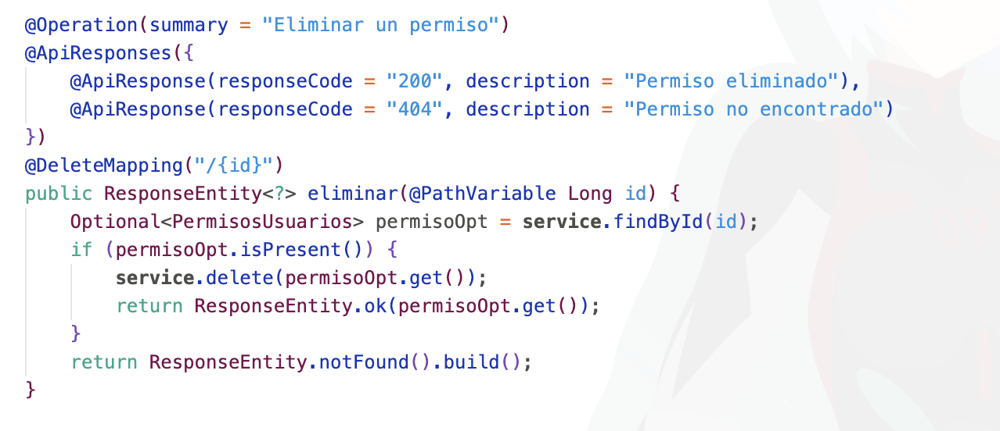 @Operation(summary = "Eliminar un permiso")
@ApiResponses({
    @ApiResponse(responseCode = "200", description = "Permiso eliminado"),
    @ApiResponse(responseCode = "404", description = "Permiso no encontrado")
})
@DeleteMapping("/{id}")
public ResponseEntity<?> eliminar(@PathVariable Long id) {
    Optional<PermisosUsuarios> permisoOpt = service.findById(id);
    if (permisoOpt.isPresent()) {
        service.delete(permisoOpt.get());
        return ResponseEntity.ok(permisoOpt.get());
    }
    return ResponseEntity.notFound().build();
}